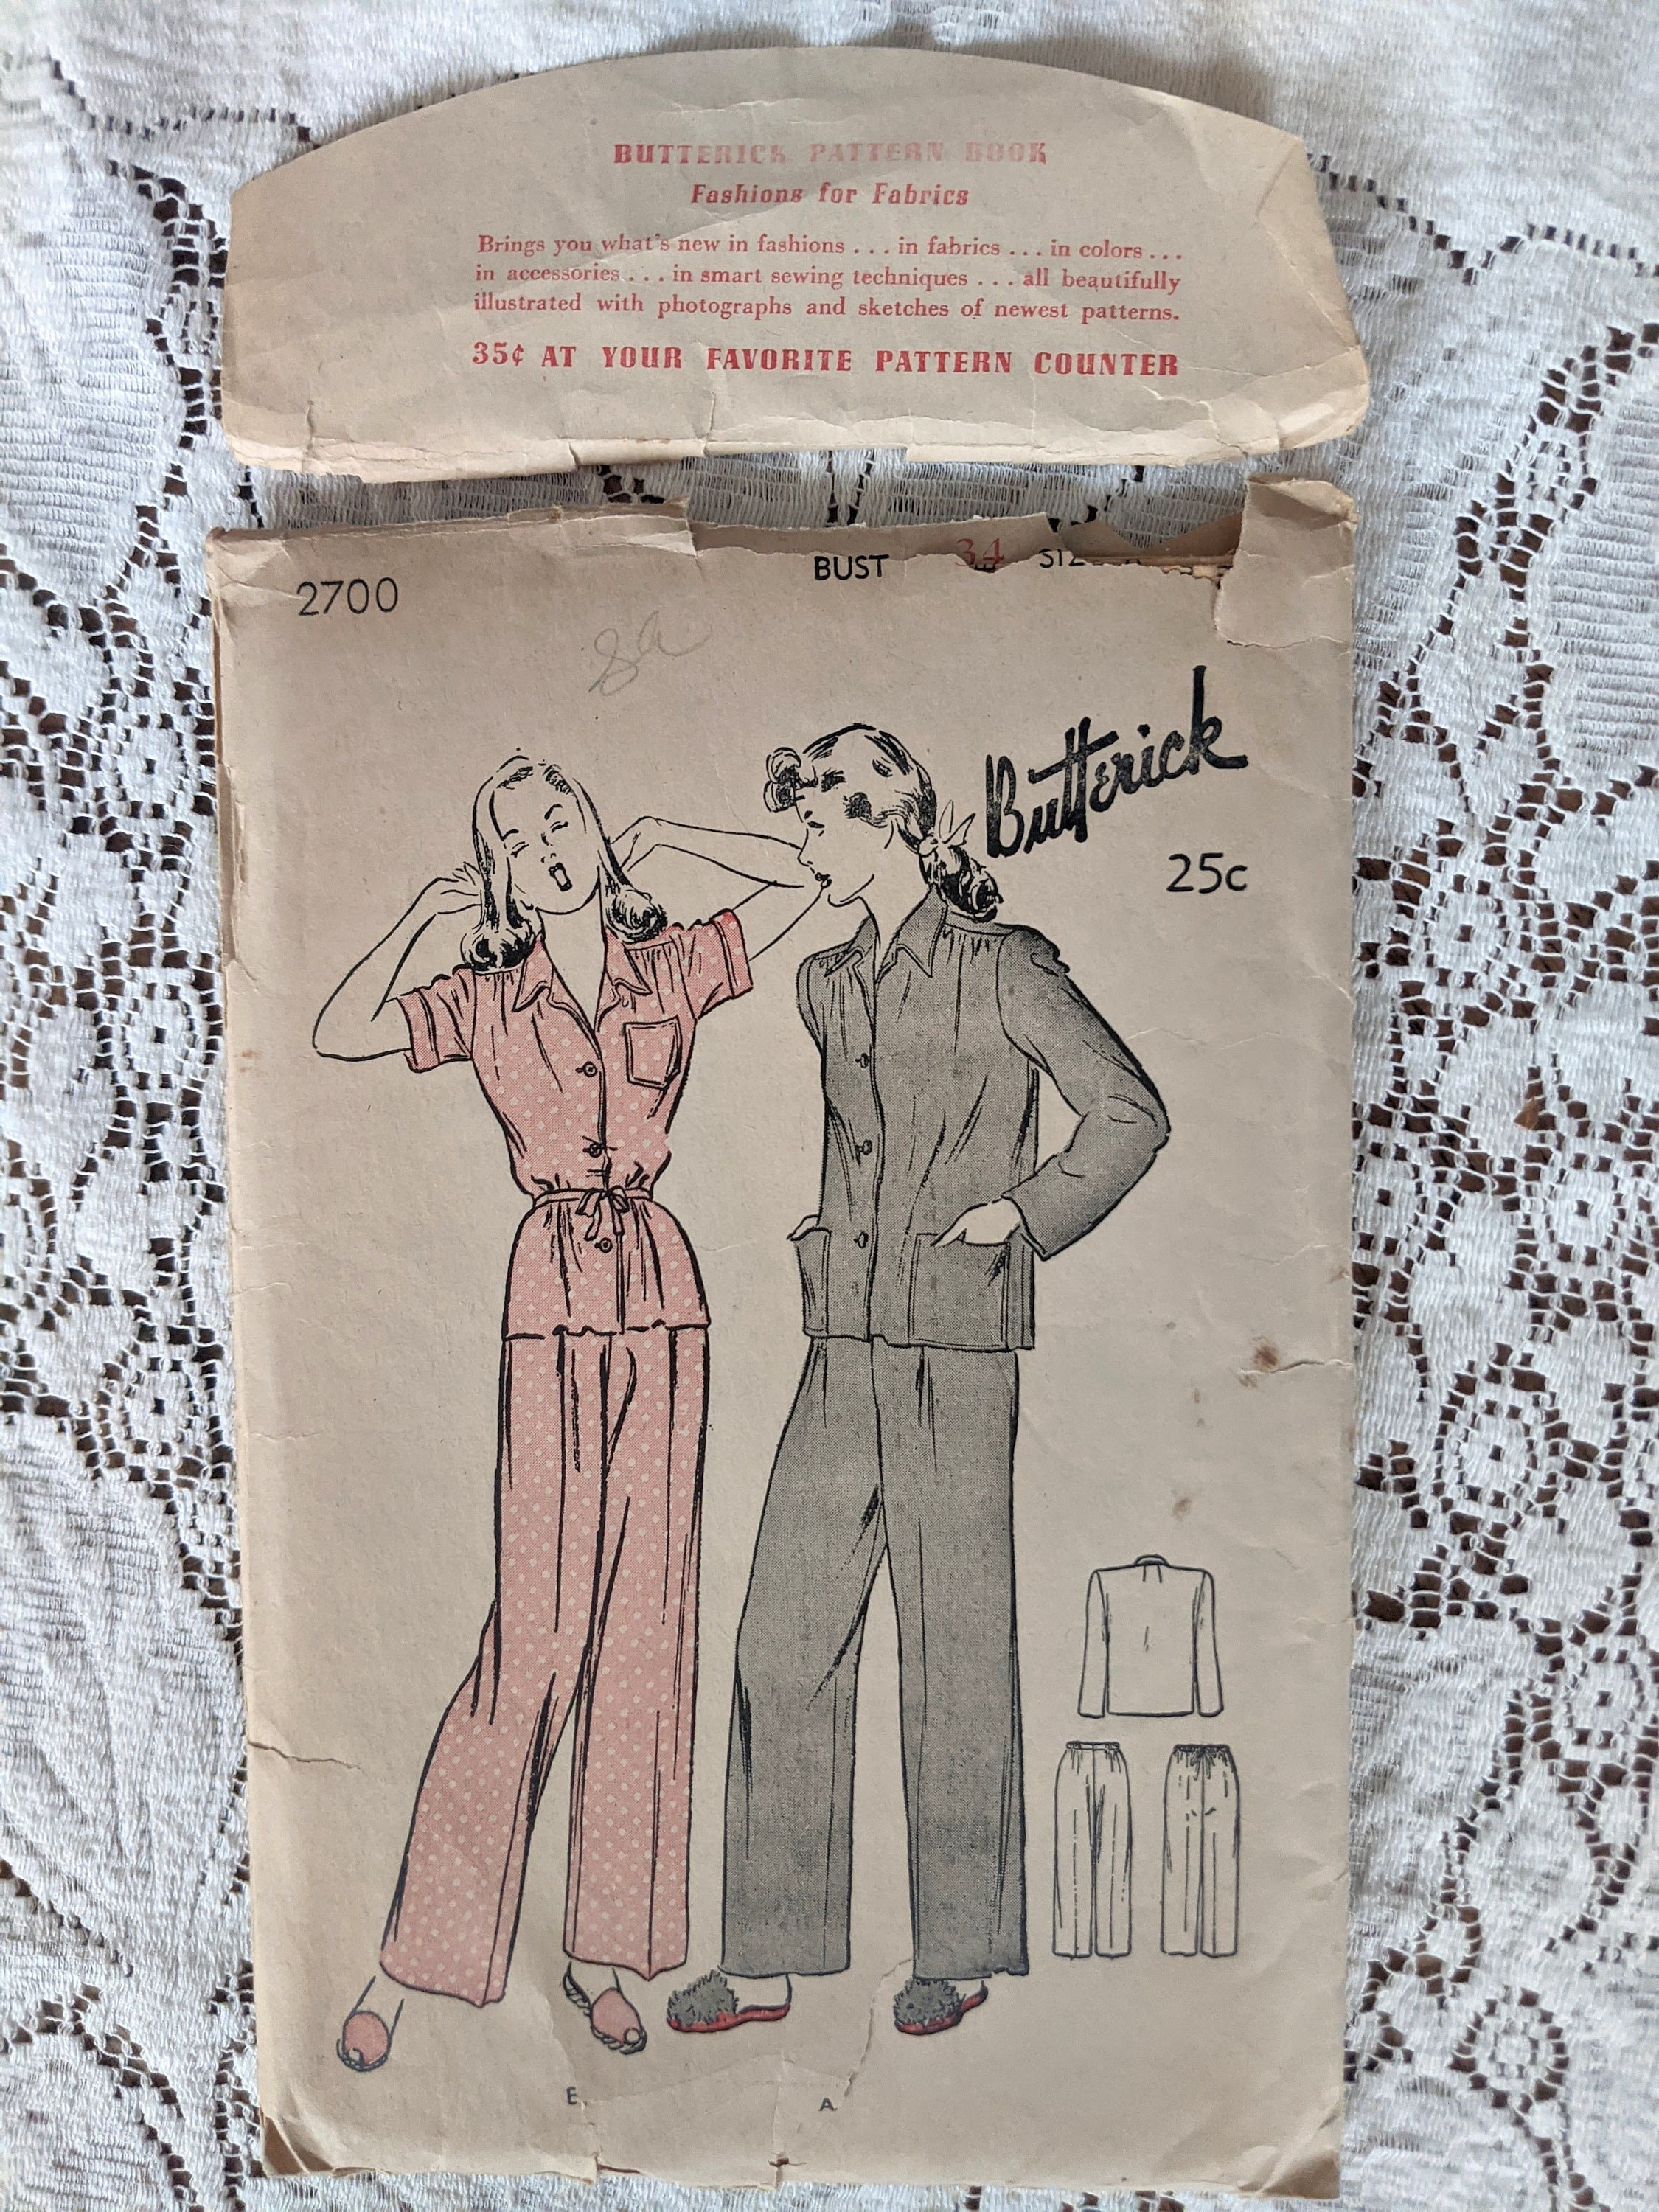 BUTTERICK PATTERN BOOK
Fashions for Fabrics
Brings you what's new in fashions . . . in fabrics . . . in colors . . .
in accessories . . . in smart sewing techniques . . . all beautifully
illustrated with photographs and sketches of newest patterns.
35¢ AT YOUR FAVORITE PATTERN COUNTER
2700 BUST 34
Butterick
25c
A